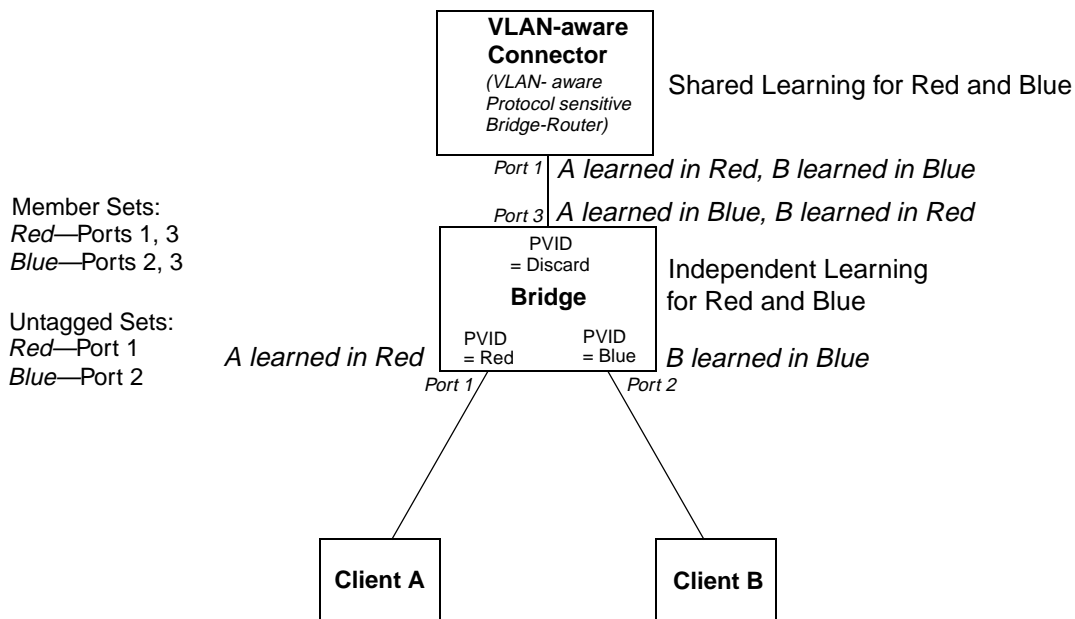 VLAN-aware
Connector
(VLAN- aware
Protocol sensitive
Bridge-Router)
Shared Learning for Red and Blue
Port 1
A learned in Red, B learned in Blue
Member Sets:
Red—Ports 1, 3
Blue—Ports 2, 3
Port 3
A learned in Blue, B learned in Red
PVID
= Discard
Bridge
Independent Learning
for Red and Blue
Untagged Sets:
Red—Port 1
Blue—Port 2
A learned in Red
PVID
= Red
PVID
= Blue
B learned in Blue
Port 1
Port 2
Client A
Client B